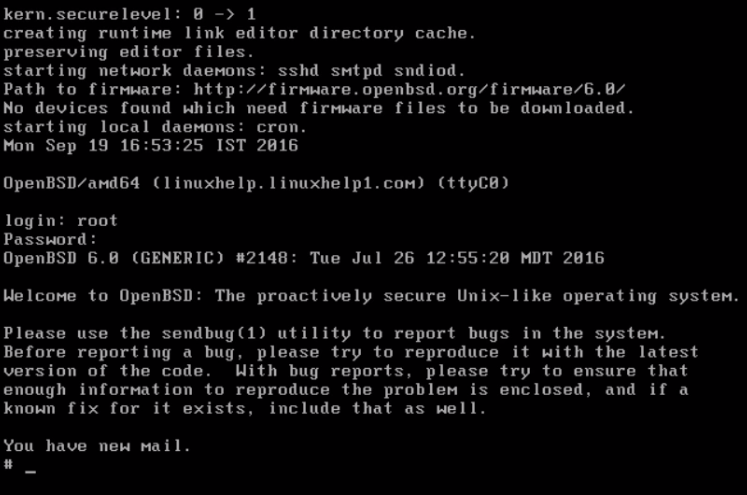 kern.securelevel: 0 -> 1
creating runtime link editor directory cache.
preserving editor files.
starting network daemons: sshd smtpd sndiod.
Path to firmware: http://firmware.openbsd.org/firmware/6.0/
No devices found which need firmware files to be downloaded.
starting local daemons: cron.
Mon Sep 19 16:53:25 IST 2016
OpenBSD/amd64 (linuxhelp.linuxhelp1.com) (ttyC0)
login: root
Password:
OpenBSD 6.0 (GENERIC) #2148: Tue Jul 26 12:55:20 MDT 2016
Welcome to OpenBSD: The proactively secure Unix-like operating system.
Please use the sendbug(1) utility to report bugs in the system.
Before reporting a bug, please try to reproduce it with the latest
version of the code.  With bug reports, please try to ensure that
enough information to reproduce the problem is enclosed, and if a
known fix for it exists, include that as well.
You have new mail.
# _